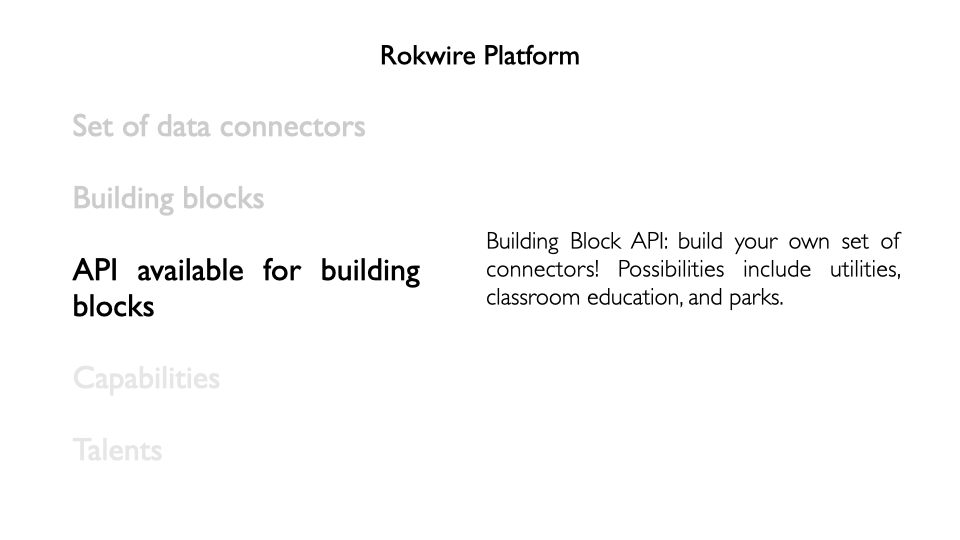 Rokwire Platform
Set of data connectors
Building blocks
API available for building
blocks
Building Block API: build your own set of
connectors! Possibilities include utilities,
classroom education, and parks.
Capabilities
Talents